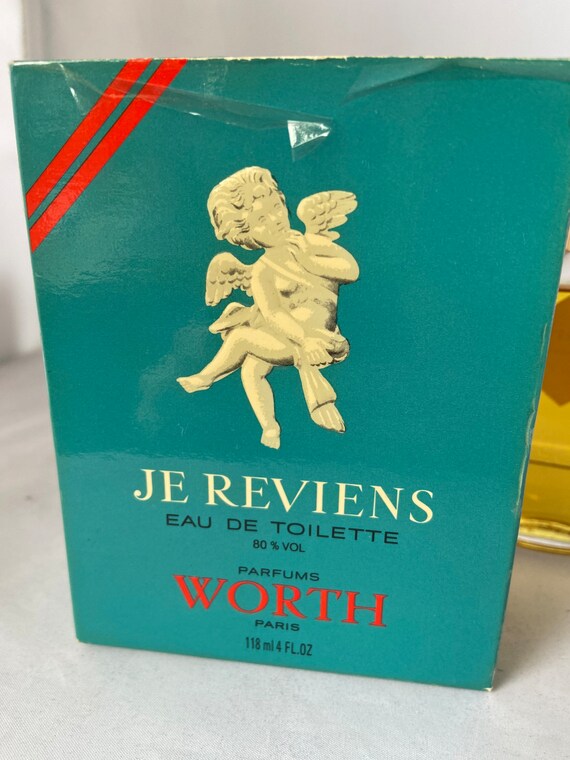 JE REVIENS
EAU DE TOILETTE
80 % VOL
PARFUMS
WORTH
PARIS
118 ml 4 FL.OZ